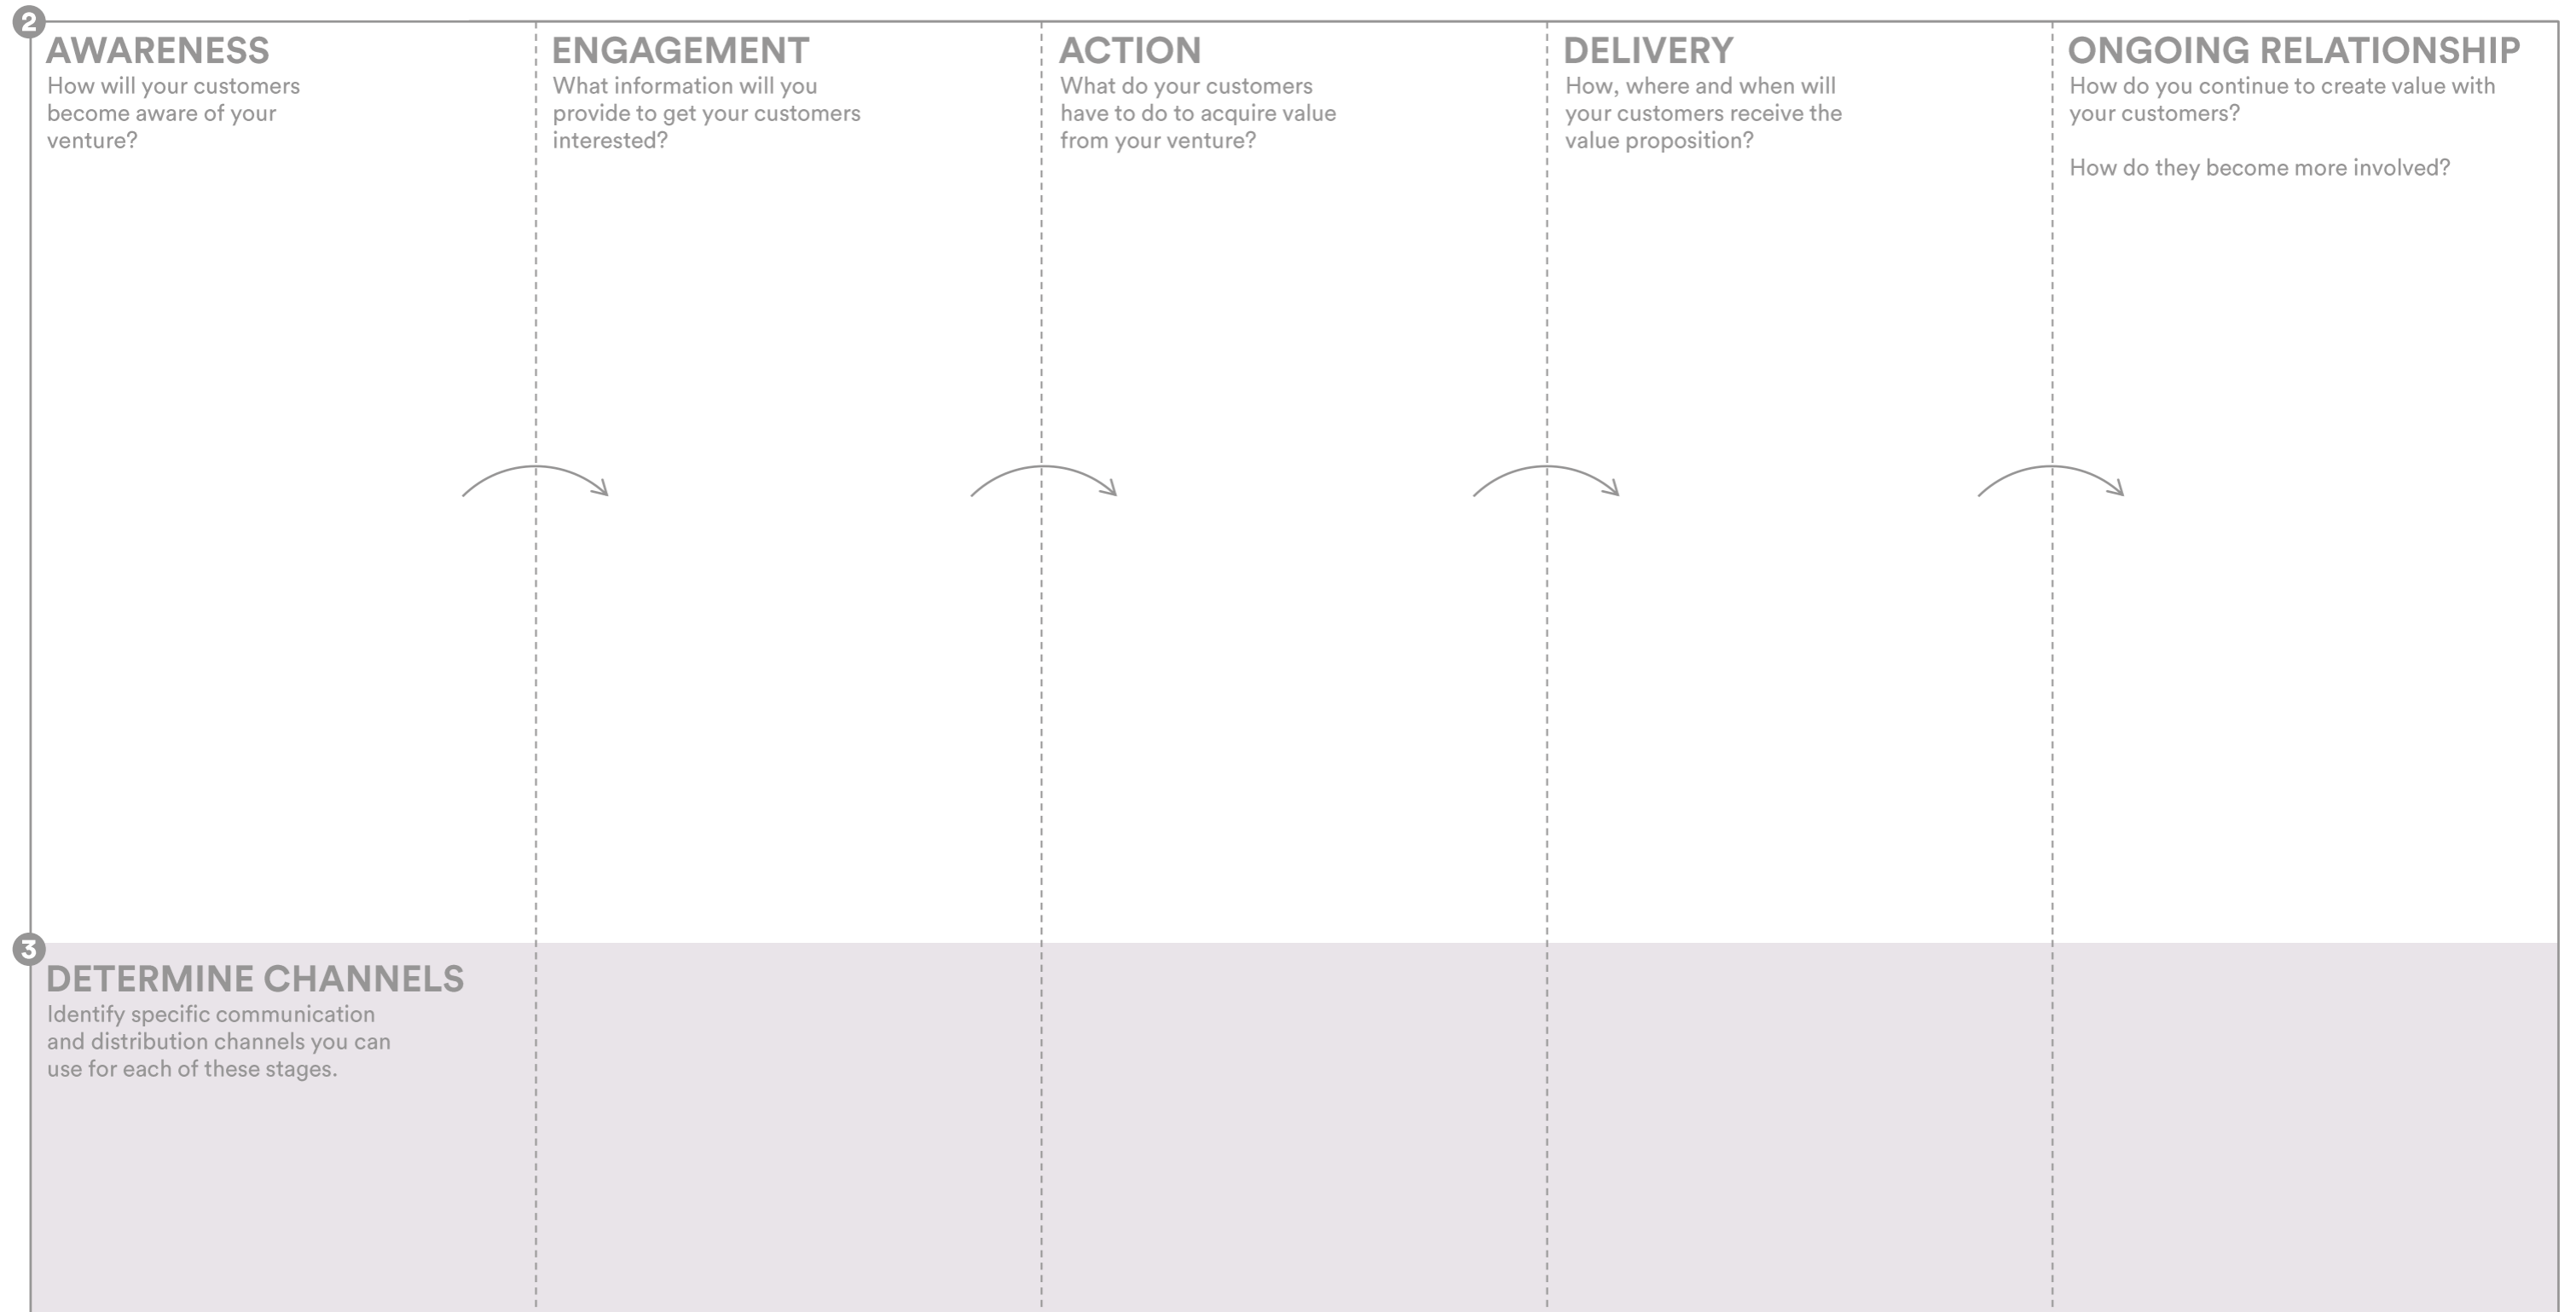 2
AWARENESS
How will your customers
become aware of your
venture?
ENGAGEMENT
What information will you
provide to get your customers
interested?
ACTION
What do your customers
have to do to acquire value
from your venture?
DELIVERY
How, where and when will
your customers receive the
value proposition?
ONGOING RELATIONSHIP
How do you continue to create value with
your customers?
How do they become more involved?
3
DETERMINE CHANNELS
Identify specific communication
and distribution channels you can
use for each of these stages.